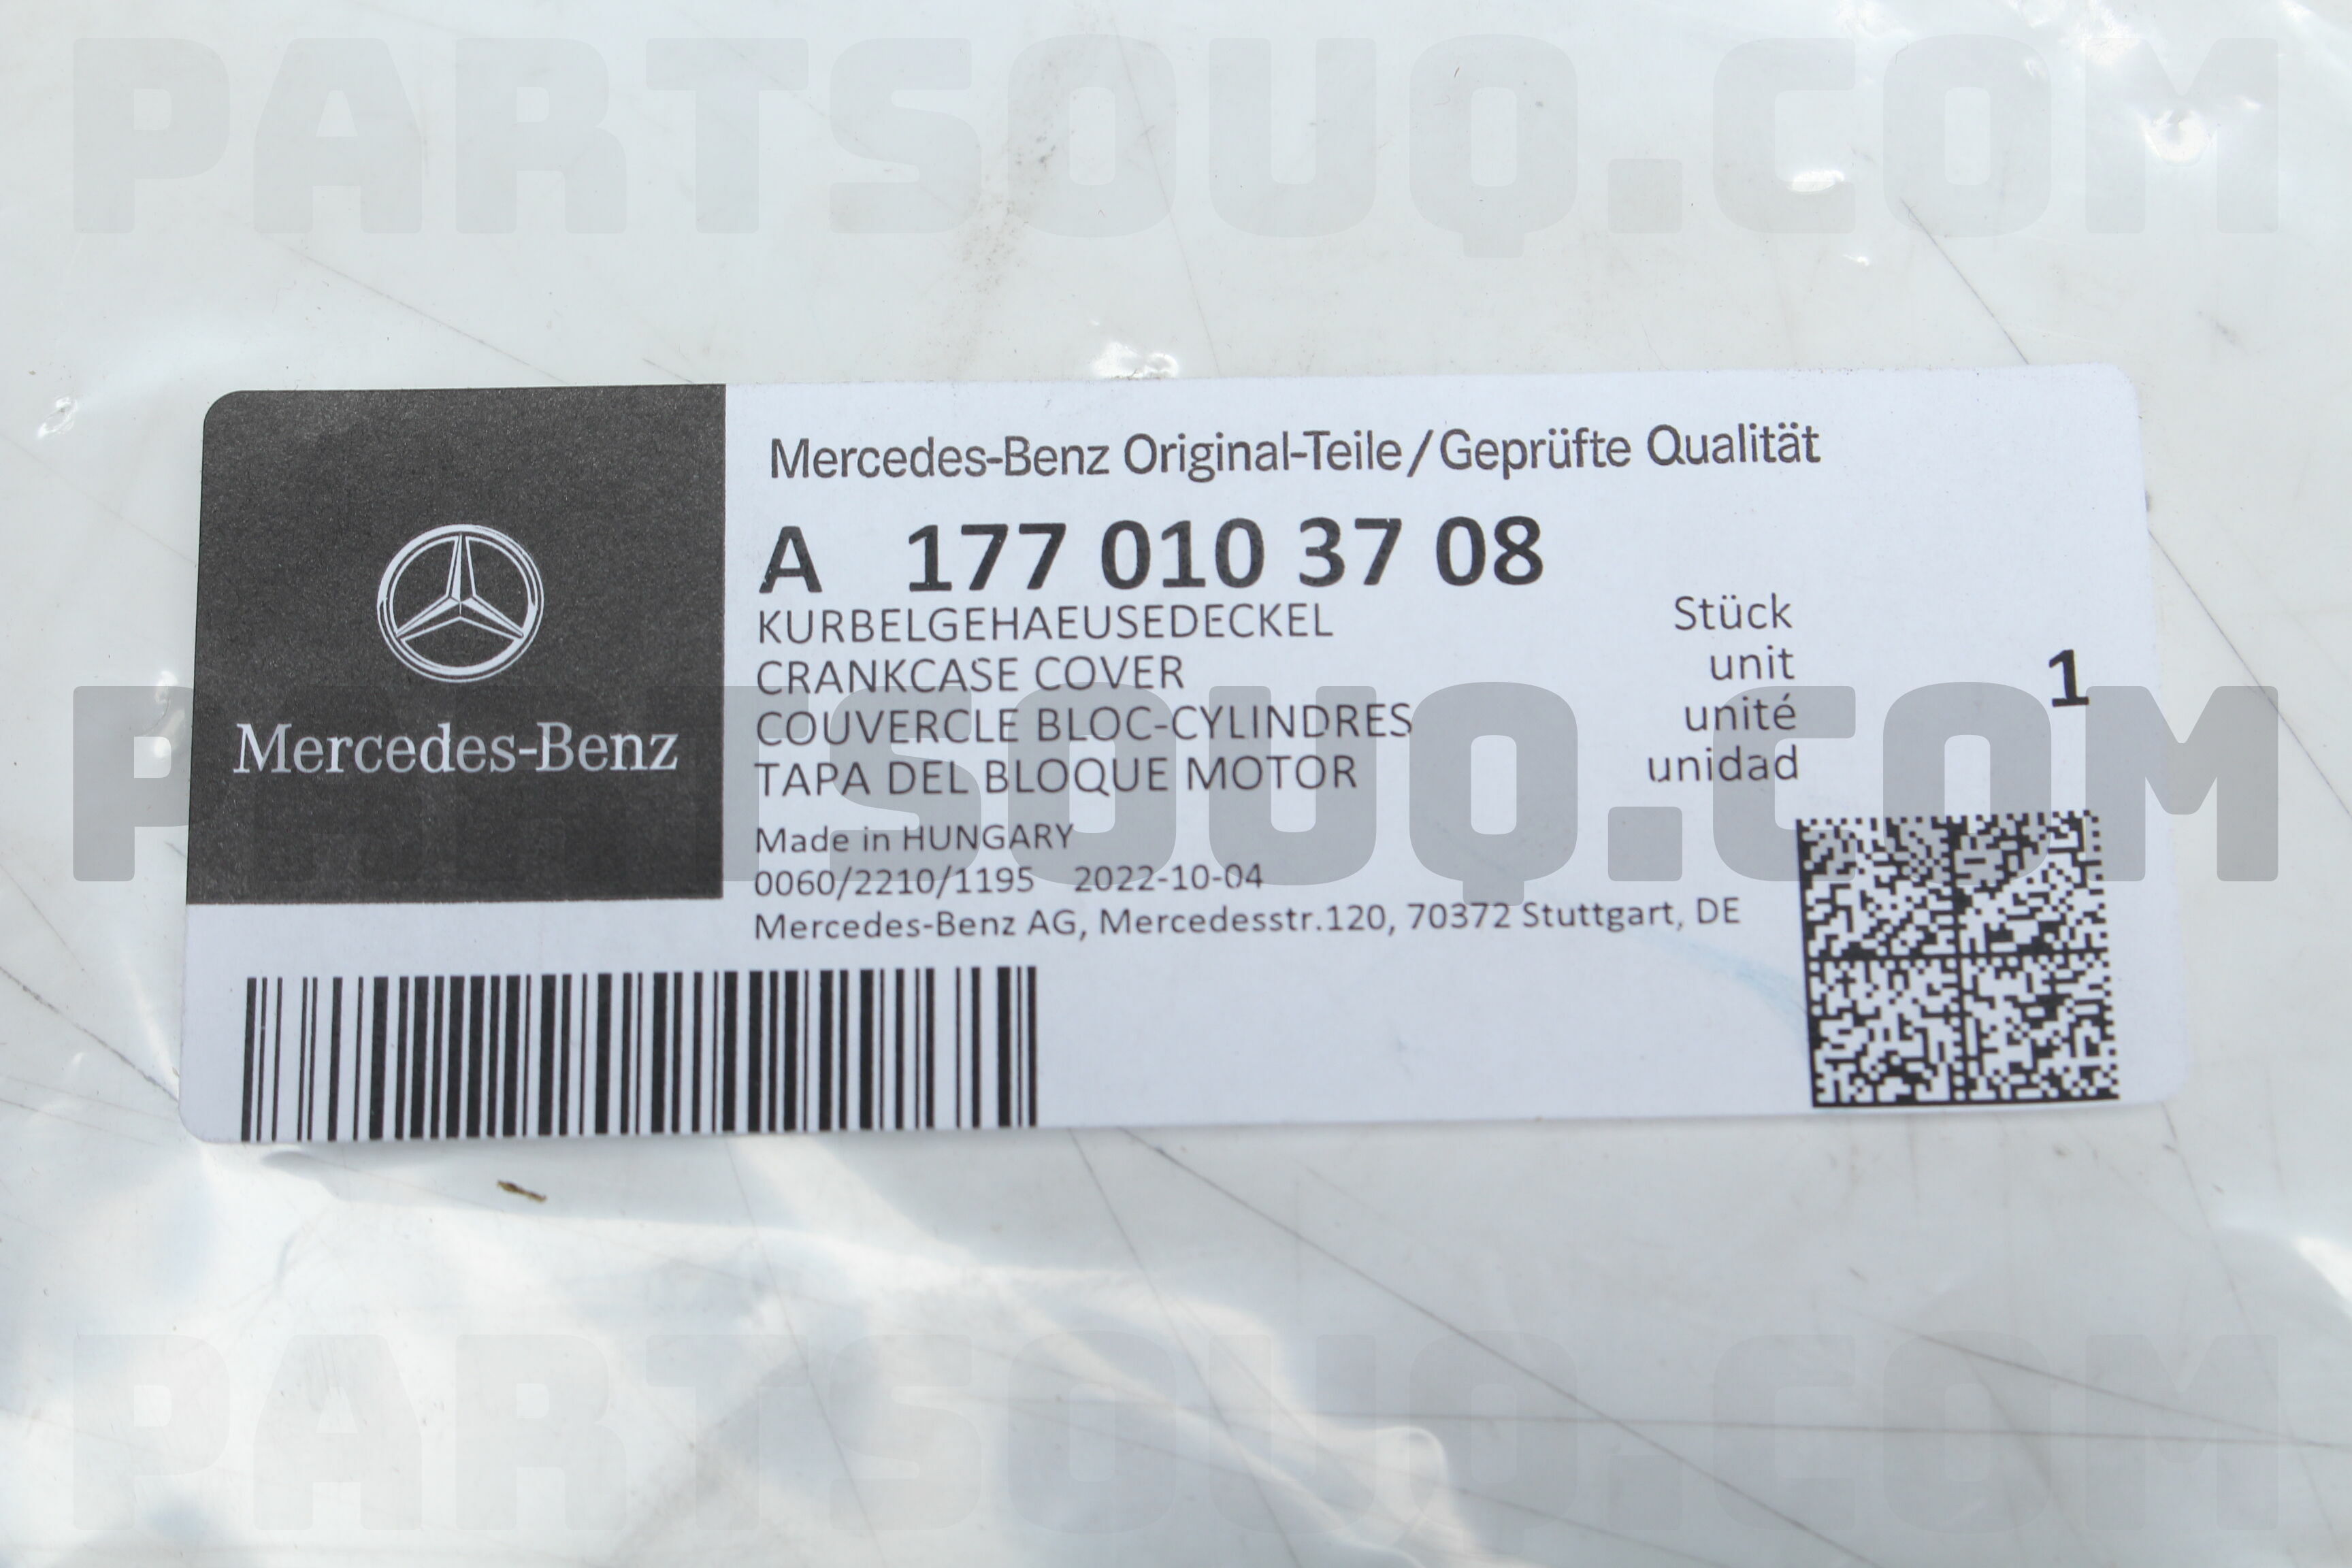 PARTSOUQ.COM
Mercedes-Benz Original-Teile/Geprüfte Qualität
A 177 010 37 08
KURBELGEHAEUSEDECKEL Stück
CRANKCASE COVER unit
COUVERCLE BLOC-CYLINDRES unité
TAPA DEL BLOQUE MOTOR unidad
1
Mercedes-Benz
PARTSOUQ.COM
Made in HUNGARY
0060/2210/1195 2022-10-04
Mercedes-Benz AG, Mercedesstr.120, 70372 Stuttgart, DE
PARTSOUQ.COM